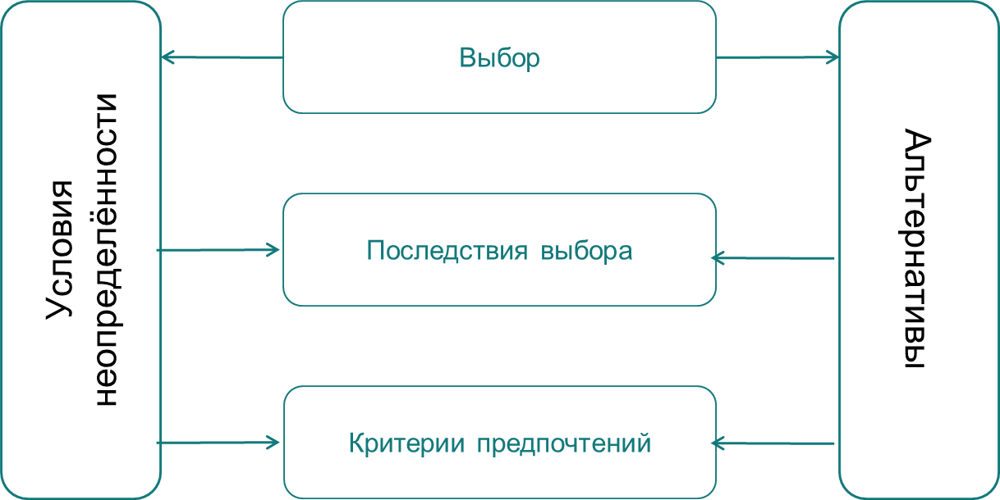 Условия
неопределённости
Выбор
Последствия выбора
Критерии предпочтений
Альтернативы